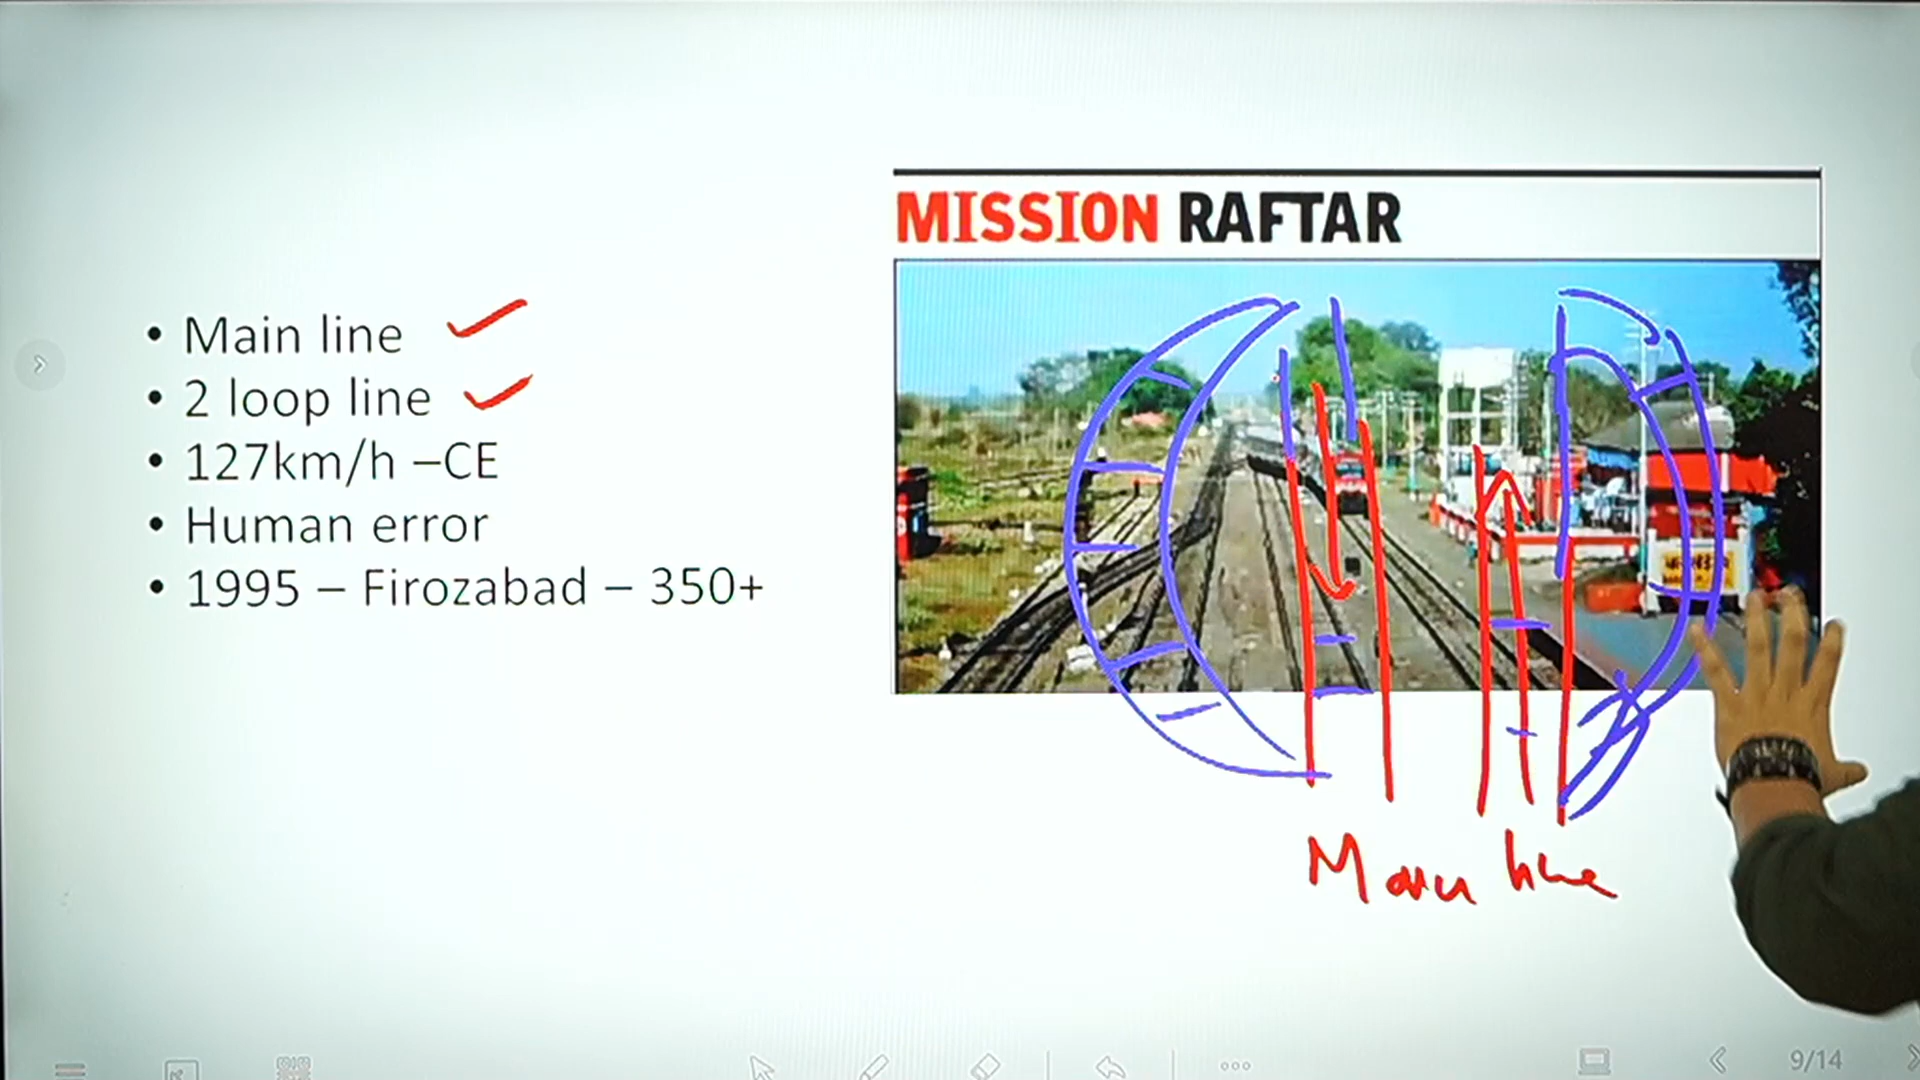 MISSION RAFTAR
• Main line
• 2 loop line
• 127km/h –CE
• Human error
• 1995 – Firozabad – 350+
Main line
9/14